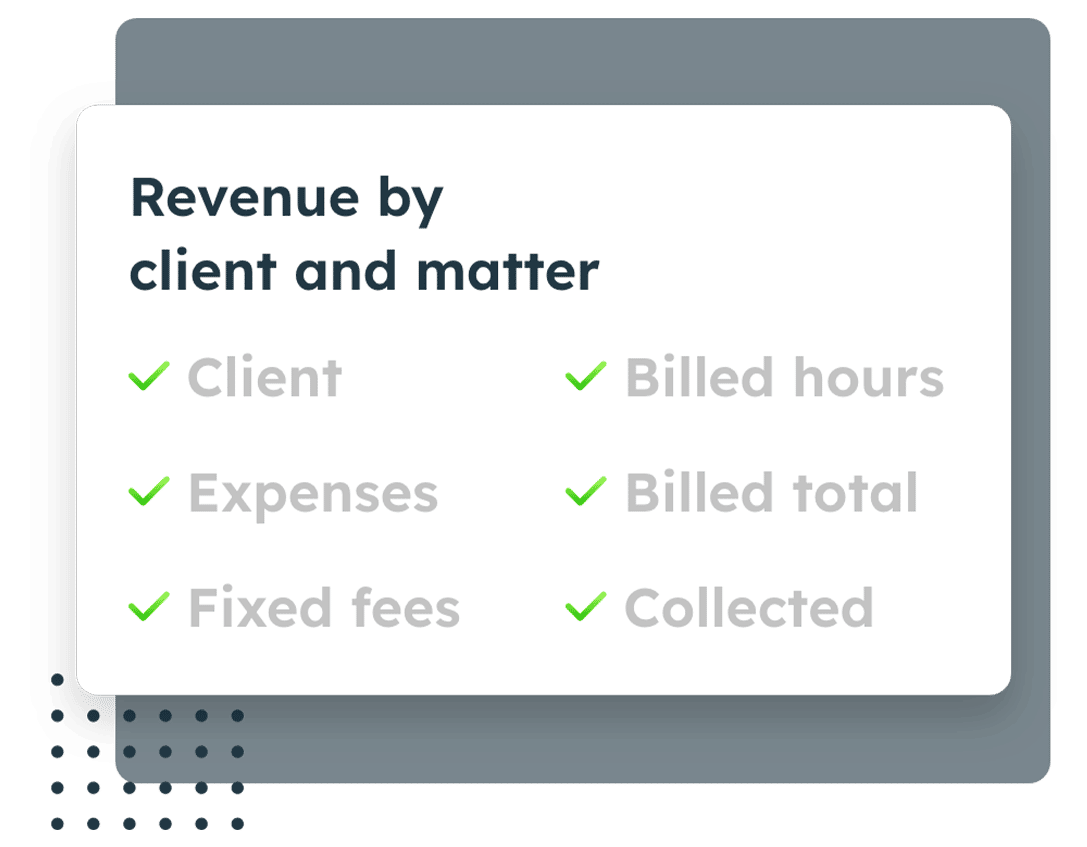 Revenue by
client and matter
Client
Billed hours
Expenses
Billed total
Fixed fees
Collected